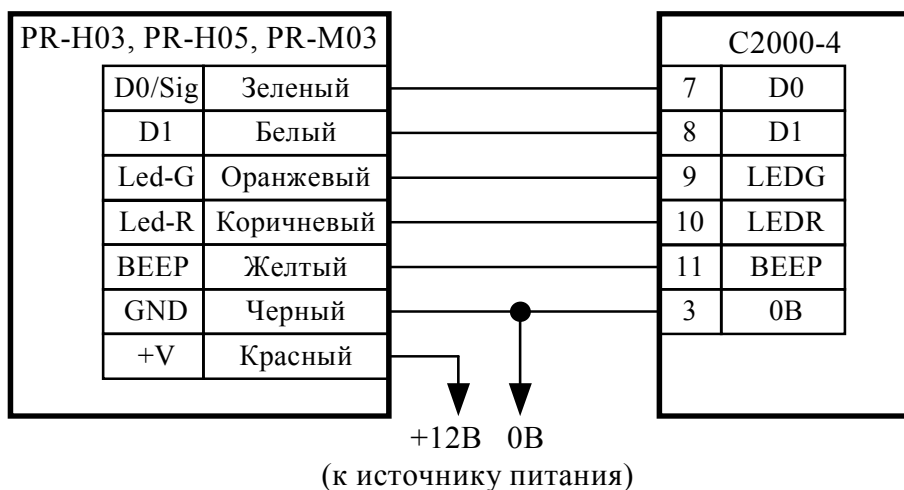 PR-H03, PR-H05, PR-M03
D0/Sig Зеленый
D1 Белый
Led-G Оранжевый
Led-R Коричневый
BEEP Желтый
GND Черный
+V Красный
С2000-4
7 D0
8 D1
9 LEDG
10 LEDR
11 BEEP
3 0В
+12В 0В
(к источнику питания)